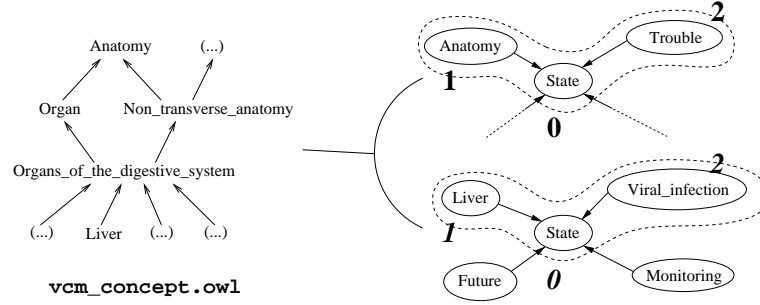 Anatomy (...)
Organ Non_transverse_anatomy
Organs_of_the_digestive_system
(...) Liver (...) (...)
vcm_concept.owl
2
Anatomy Trouble
State
1
0
2
Liver Viral_infection
State
1
0
Future Monitoring